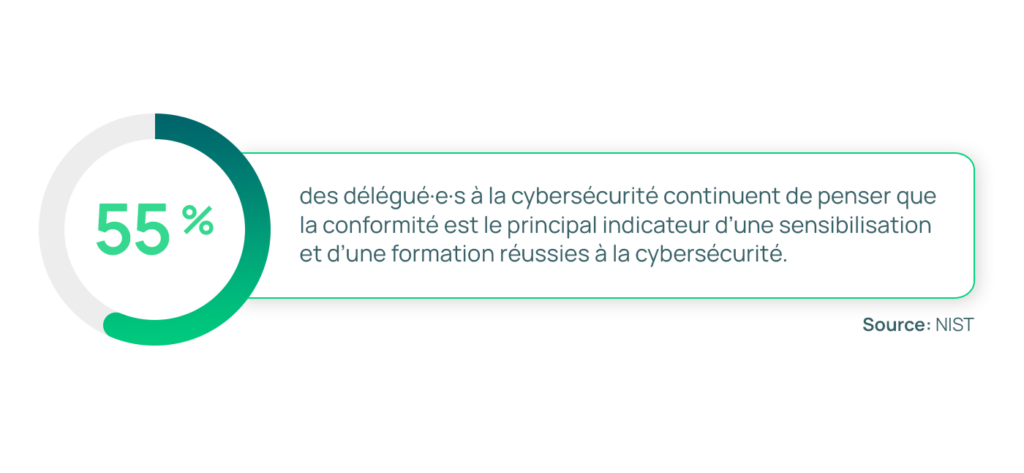 55 %
des délégué·e·s à la cybersécurité continuent de penser que
la conformité est le principal indicateur d’une sensibilisation
et d’une formation réussies à la cybersécurité.
Source: NIST